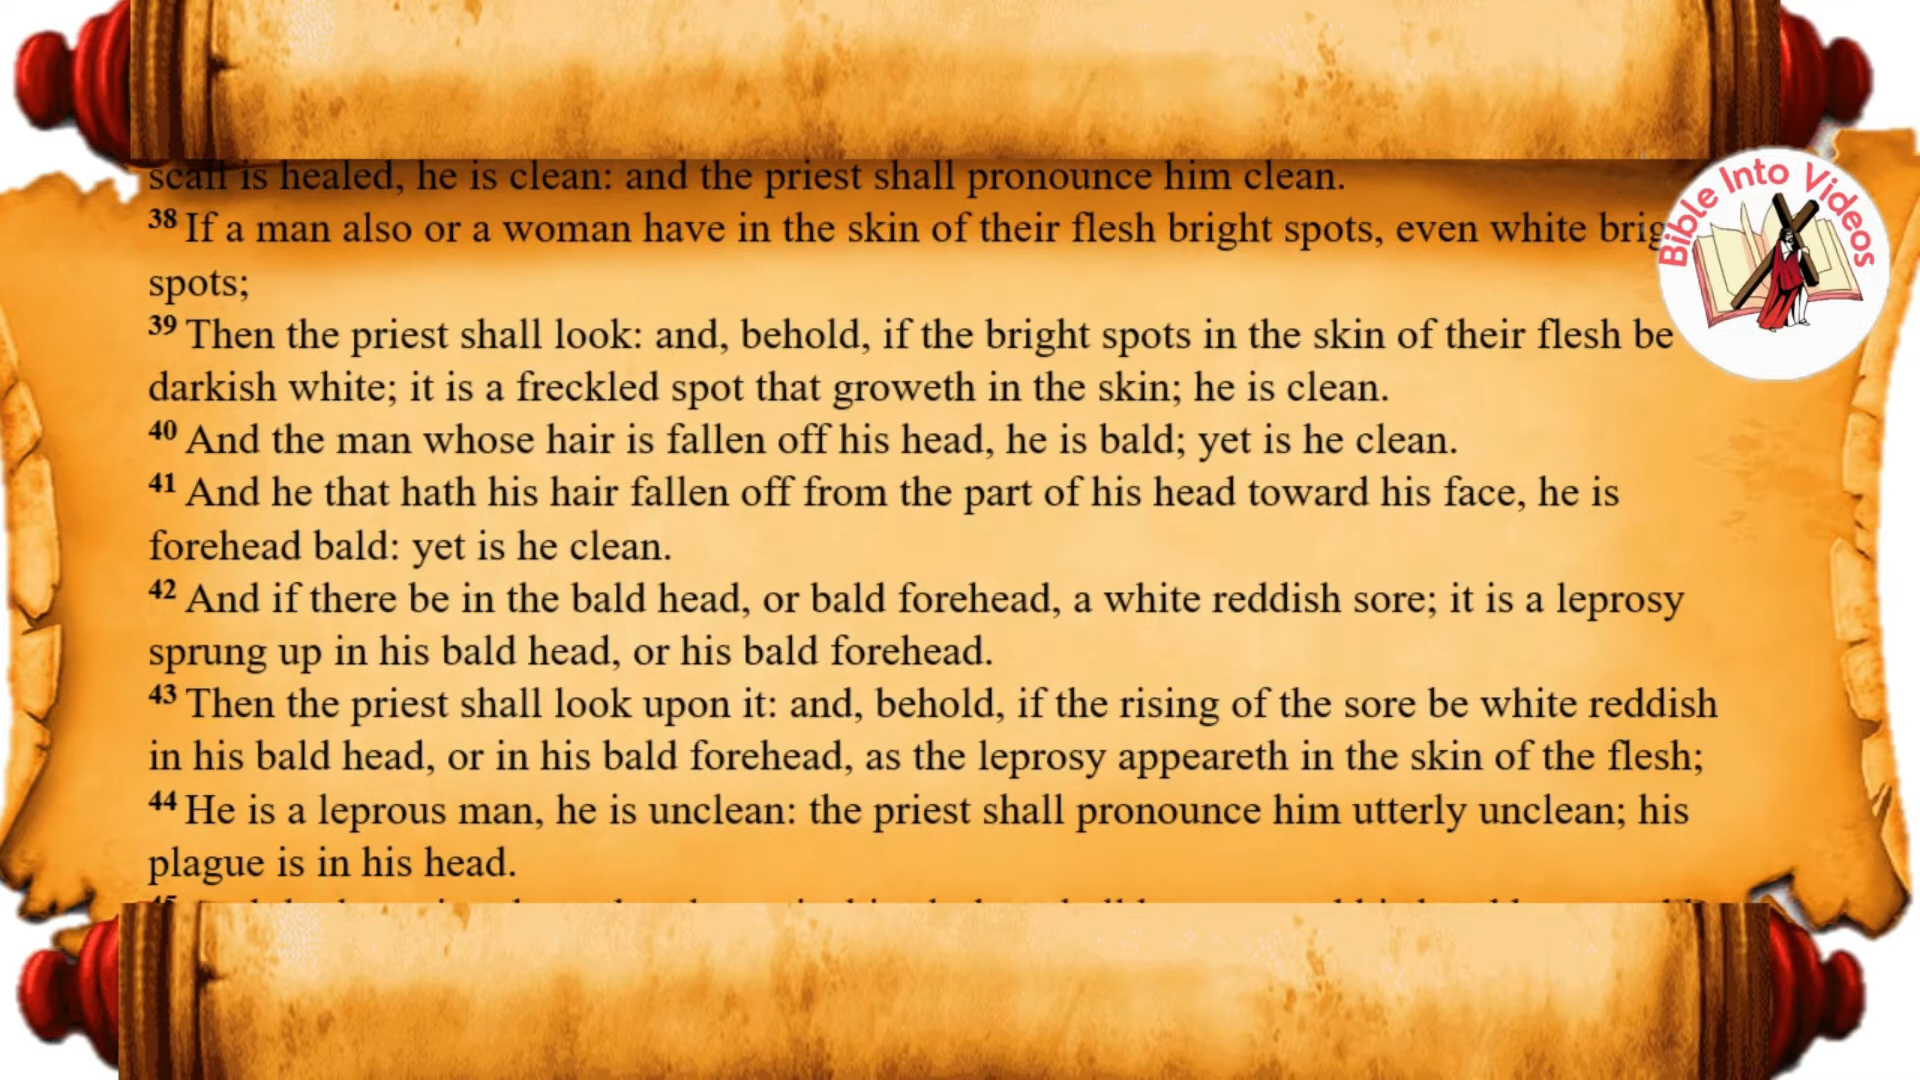 scall is healed, he is clean: and the priest shall pronounce him clean.
38 If a man also or a woman have in the skin of their flesh bright spots, even white brig
spots;
39 Then the priest shall look: and, behold, if the bright spots in the skin of their flesh be
darkish white; it is a freckled spot that groweth in the skin; he is clean.
40 And the man whose hair is fallen off his head, he is bald; yet is he clean.
41 And he that hath his hair fallen off from the part of his head toward his face, he is
forehead bald: yet is he clean.
42 And if there be in the bald head, or bald forehead, a white reddish sore; it is a leprosy
sprung up in his bald head, or his bald forehead.
43 Then the priest shall look upon it: and, behold, if the rising of the sore be white reddish
in his bald head, or in his bald forehead, as the leprosy appeareth in the skin of the flesh;
44 He is a leprous man, he is unclean: the priest shall pronounce him utterly unclean; his
plague is in his head.
Bible Into Videos